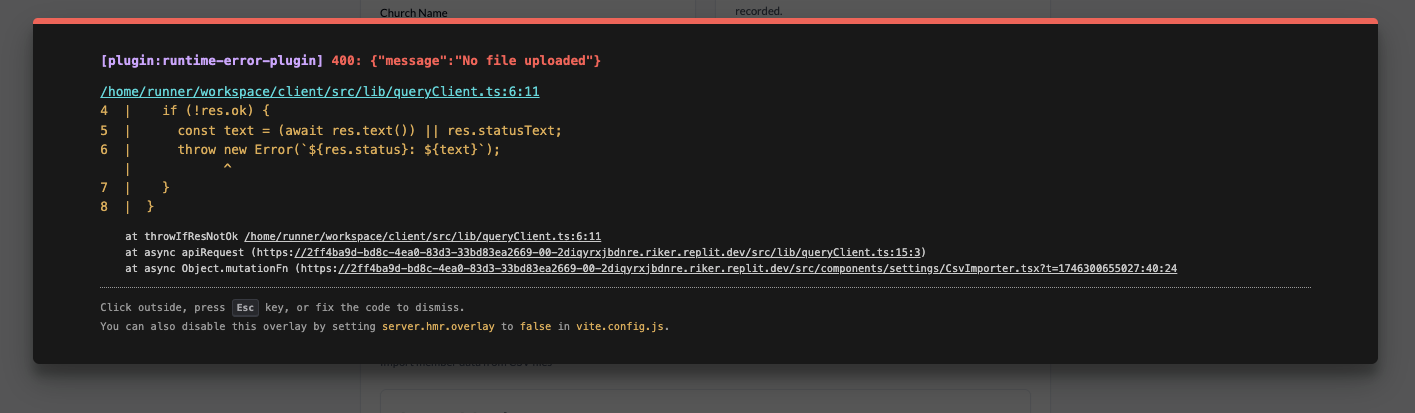 Church Name
recorded.
[plugin:runtime-error-plugin] 400: {"message":"No file uploaded"}
/home/runner/workspace/client/src/lib/queryClient.ts:6:11
4  |    if (!res.ok) {
5  |      const text = (await res.text()) || res.statusText;
6  |      throw new Error(`${res.status}: ${text}`);
   |            ^
7  |    }
8  |  }
at throwIfResNotOk /home/runner/workspace/client/src/lib/queryClient.ts:6:11
at async apiRequest (https://2ff4ba9d-bd8c-4ea0-83d3-33bd83ea2669-00-2diqyrxjbdnre.riker.replit.dev/src/lib/queryClient.ts:15:3)
at async Object.mutationFn (https://2ff4ba9d-bd8c-4ea0-83d3-33bd83ea2669-00-2diqyrxjbdnre.riker.replit.dev/src/components/settings/CsvImporter.tsx?t=1746300655027:40:24
Click outside, press Esc key, or fix the code to dismiss.
You can also disable this overlay by setting server.hmr.overlay to false in vite.config.js.